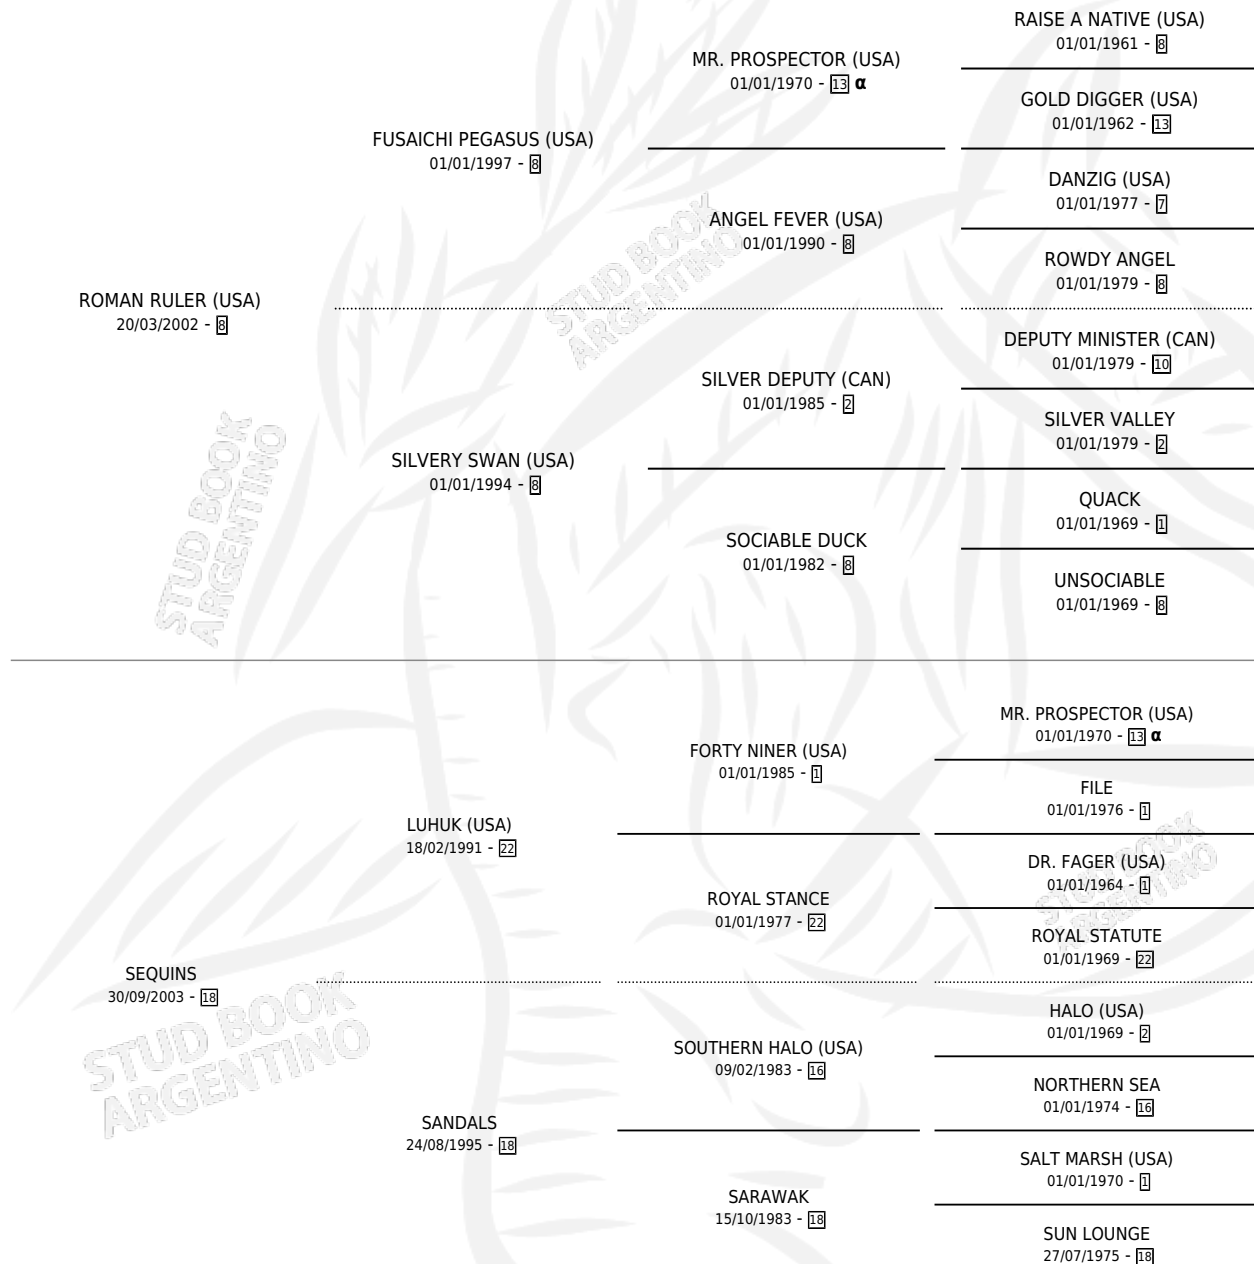 RAISE A NATIVE (USA)
01/01/1961 - 8
MR. PROSPECTOR (USA)
01/01/1970 - 13 α
GOLD DIGGER (USA)
01/01/1962 - 13
FUSAICHI PEGASUS (USA)
01/01/1997 - 8
DANZIG (USA)
01/01/1977 - 7
ANGEL FEVER (USA)
01/01/1990 - 8
ROWDY ANGEL
01/01/1979 - 8
ROMAN RULER (USA)
20/03/2002 - 8
DEPUTY MINISTER (CAN)
01/01/1979 - 10
SILVER DEPUTY (CAN)
01/01/1985 - 2
SILVER VALLEY
01/01/1979 - 2
SILVERY SWAN (USA)
01/01/1994 - 8
QUACK
01/01/1969 - 1
SOCIABLE DUCK
01/01/1982 - 8
UNSOCIABLE
01/01/1969 - 8
MR. PROSPECTOR (USA)
01/01/1970 - 13 α
FORTY NINER (USA)
01/01/1985 - 1
FILE
01/01/1976 - 1
LUHUK (USA)
18/02/1991 - 22
DR. FAGER (USA)
01/01/1964 - 1
ROYAL STANCE
01/01/1977 - 22
ROYAL STATUTE
01/01/1969 - 22
SEQUINS
30/09/2003 - 18
HALO (USA)
01/01/1969 - 2
SOUTHERN HALO (USA)
09/02/1983 - 16
NORTHERN SEA
01/01/1974 - 16
SANDALS
24/08/1995 - 18
SALT MARSH (USA)
01/01/1970 - 1
SARAWAK
15/10/1983 - 18
SUN LOUNGE
27/07/1975 - 18
STUD BOOK
ARGENTINO
STUD BOOK
ARGENTINO
STUD BOOK
ARGENTINO
STUD BOOK
ARGENTINO